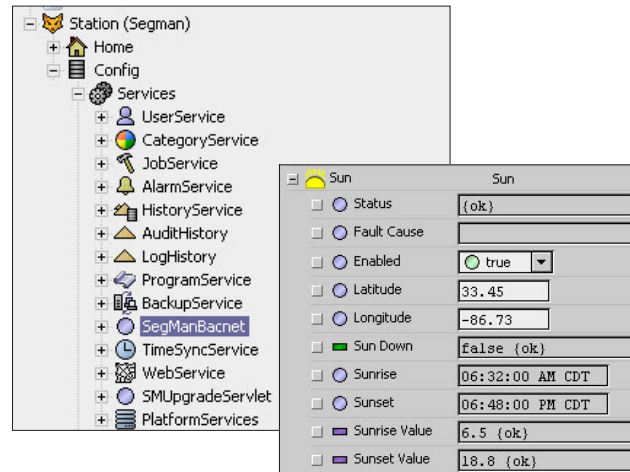 Station (Segman)
Home
Config
Services
UserService
CategoryService
JobService
AlarmService
HistoryService
AuditHistory
LogHistory
ProgramService
BackupService
SegManBacnet
TimeSyncService
WebService
SMUpgradeServlet
PlatformServices
Sun Sun
Status {ok}
Fault Cause
Enabled true
Latitude 33.45
Longitude -86.73
Sun Down false {ok}
Sunrise 06:32:00 AM CDT
Sunset 06:48:00 PM CDT
Sunrise Value 6.5 {ok}
Sunset Value 18.8 {ok}